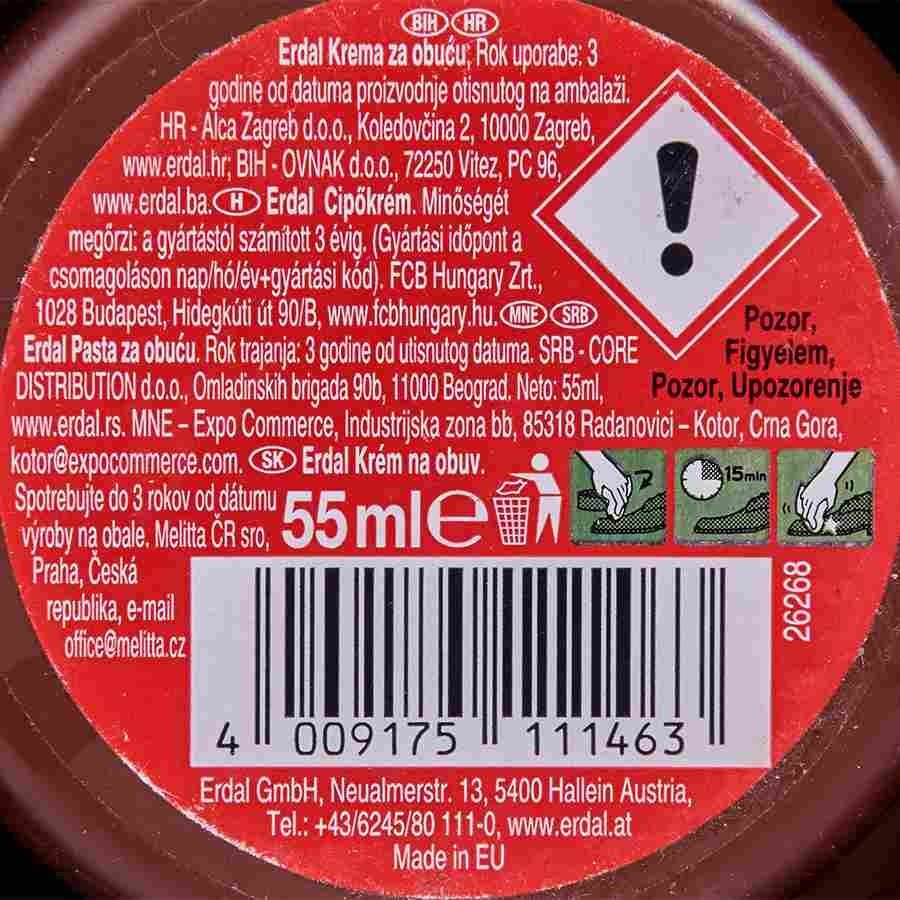 BIH HR
Erdal Krema za obuću; Rok uporabe: 3
godine od datuma proizvodnje otisnutog na ambalaži.
HR - Alca Zagreb d.o.o., Koledovčina 2, 10000 Zagreb,
www.erdal.hr; BIH - OVNAK d.o.o., 72250 Vitez, PC 96,
www.erdal.ba. H Erdal Cipőkrém. Minőségét
megőrzi: a gyártástól számított 3 évig. (Gyártási időpont a
csomagoláson nap/hó/év+gyártási kód). FCB Hungary Zrt.,
1028 Budapest, Hidegkúti út 90/B, www.fcbhungary.hu. MNE SRB
Erdal Pasta za obuću. Rok trajanja: 3 godine od utisnutog datuma. SRB - CORE
DISTRIBUTION d.o.o., Omladinskih brigada 90b, 11000 Beograd. Neto: 55ml,
www.erdal.rs. MNE – Expo Commerce, Industrijska zona bb, 85318 Radanovici – Kotor, Crna Gora,
kotor@expocommerce.com. SK Erdal Krém na obuv.
Spotrebujte do 3 rokov od dátumu
výroby na obale. Melitta ČR sro,
Praha, Česká
republika, e-mail
office@melitta.cz
Pozor,
Figyelem,
Pozor, Upozorenje
55 ml e
15min
26268
4 009175 111463
Erdal GmbH, Neualmerstr. 13, 5400 Hallein Austria,
Tel.: +43/6245/80 111-0, www.erdal.at
Made in EU